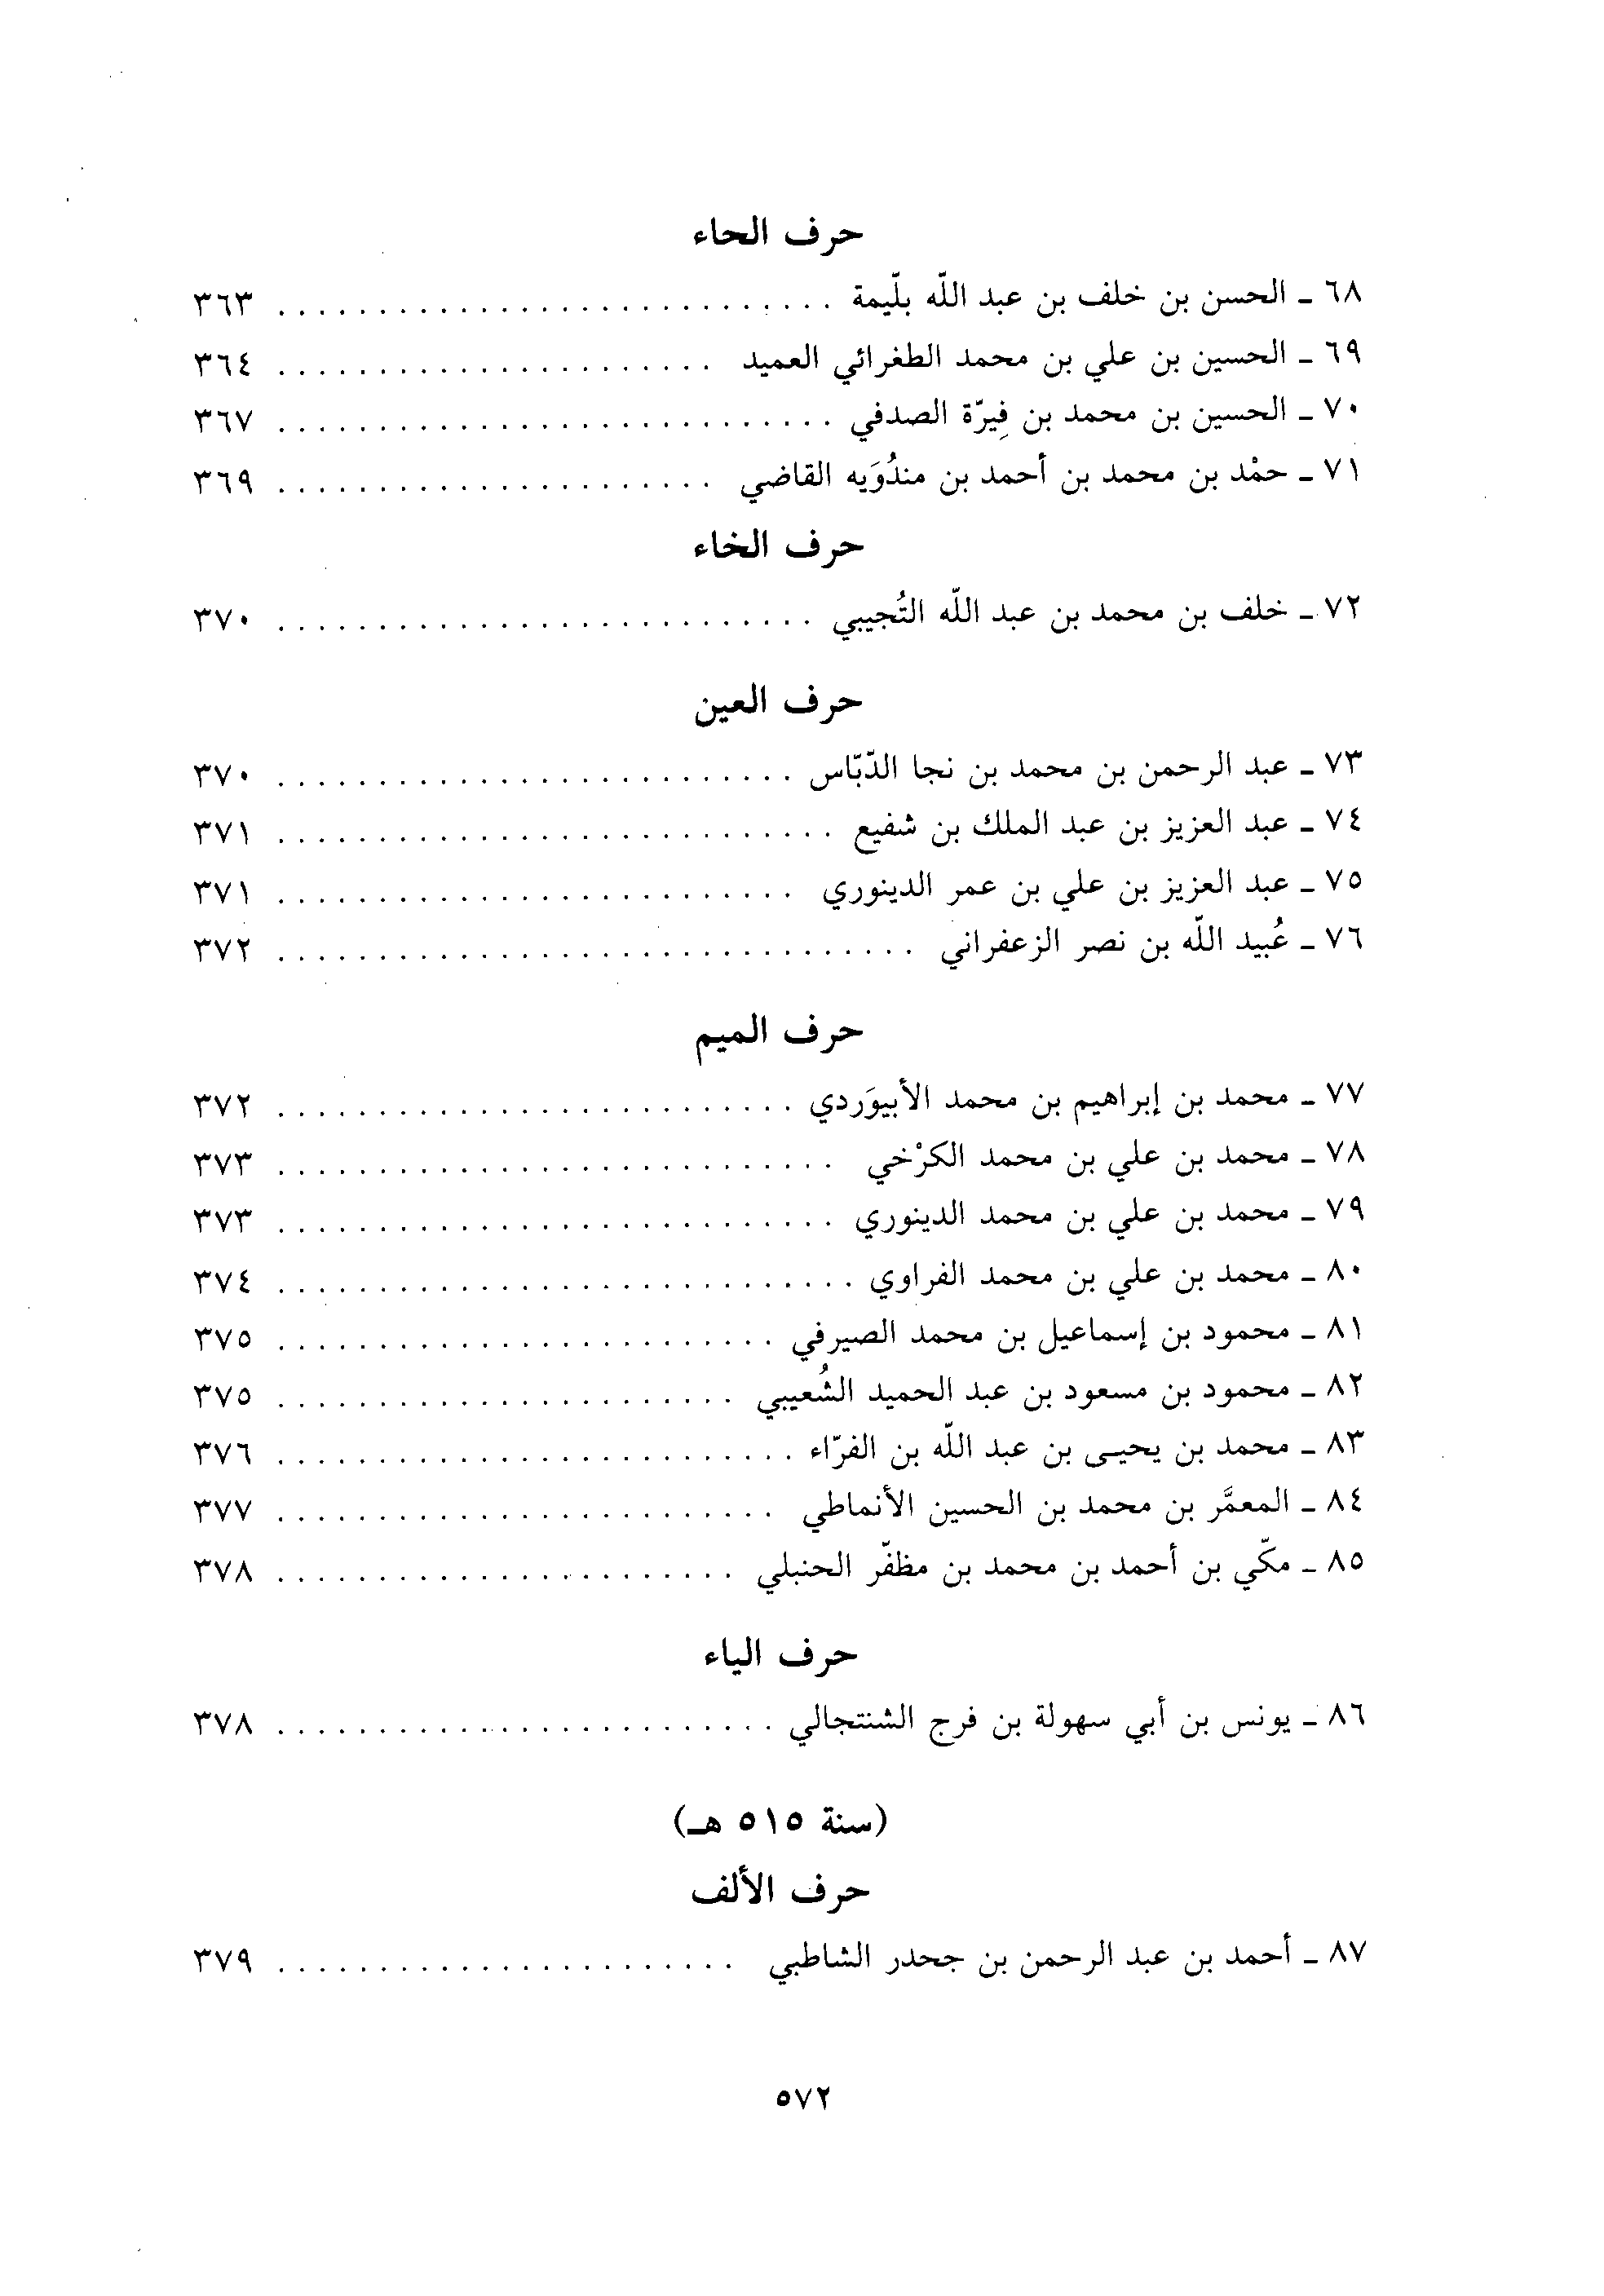 حرف الحاء
٦٨ ـ الحسن بن خلف بن عبد اللّه بلّيمة . . . . . . . . . . . . . . . . . . . . . . . . . . . . ٣٦٣
٦٩ ـ الحسين بن علي بن محمد الطغرائي العميد . . . . . . . . . . . . . . . . . . . . . . ٣٦٤
٧٠ ـ الحسين بن محمد بن فِيرّة الصدفي . . . . . . . . . . . . . . . . . . . . . . . . . . . . ٣٦٧
٧١ ـ حمْد بن محمد بن أحمد بن مندُوَيه القاضي . . . . . . . . . . . . . . . . . . . . . . ٣٦٩
حرف الخاء
٧٢ ـ خلف بن محمد بن عبد اللّه التُجيبي . . . . . . . . . . . . . . . . . . . . . . . . . . . ٣٧٠
حرف العين
٧٣ ـ عبد الرحمن بن محمد بن نجا الدّبّاس . . . . . . . . . . . . . . . . . . . . . . . . . . ٣٧٠
٧٤ ـ عبد العزيز بن عبد الملك بن شفيع . . . . . . . . . . . . . . . . . . . . . . . . . . . . ٣٧١
٧٥ ـ عبد العزيز بن علي بن عمر الدينوري . . . . . . . . . . . . . . . . . . . . . . . . . . ٣٧١
٧٦ ـ عُبيد اللّه بن نصر الزعفراني . . . . . . . . . . . . . . . . . . . . . . . . . . . . . . . . ٣٧٢
حرف الميم
٧٧ ـ محمد بن إبراهيم بن محمد الأبيوَردي . . . . . . . . . . . . . . . . . . . . . . . . . . ٣٧٢
٧٨ ـ محمد بن علي بن محمد الكرْخي . . . . . . . . . . . . . . . . . . . . . . . . . . . . ٣٧٣
٧٩ ـ محمد بن علي بن محمد الدينوري . . . . . . . . . . . . . . . . . . . . . . . . . . . . ٣٧٣
٨٠ ـ محمد بن علي بن محمد الفراوي . . . . . . . . . . . . . . . . . . . . . . . . . . . . . ٣٧٤
٨١ ـ محمود بن إسماعيل بن محمد الصيرفي . . . . . . . . . . . . . . . . . . . . . . . . . ٣٧٥
٨٢ ـ محمود بن مسعود بن عبد الحميد الشُعيبي . . . . . . . . . . . . . . . . . . . . . . . ٣٧٥
٨٣ ـ محمد بن يحيـى بن عبد اللّه بن الفرّاء . . . . . . . . . . . . . . . . . . . . . . . . . . ٣٧٦
٨٤ ـ المعمَّر بن محمد بن الحسين الأنماطي . . . . . . . . . . . . . . . . . . . . . . . . . ٣٧٧
٨٥ ـ مكّي بن أحمد بن محمد بن مظفّر الحنبلي . . . . . . . . . . . . . . . . . . . . . . . ٣٧٨
حرف الياء
٨٦ ـ يونس بن أبي سهولة بن فرج الشنتجالي . . . . . . . . . . . . . . . . . . . . . . . . . ٣٧٨
(سنة ٥١٥ هـ)
حرف الألف
٨٧ ـ أحمد بن عبد الرحمن بن جحدر الشاطبي . . . . . . . . . . . . . . . . . . . . . . . ٣٧٩
٥٧٢